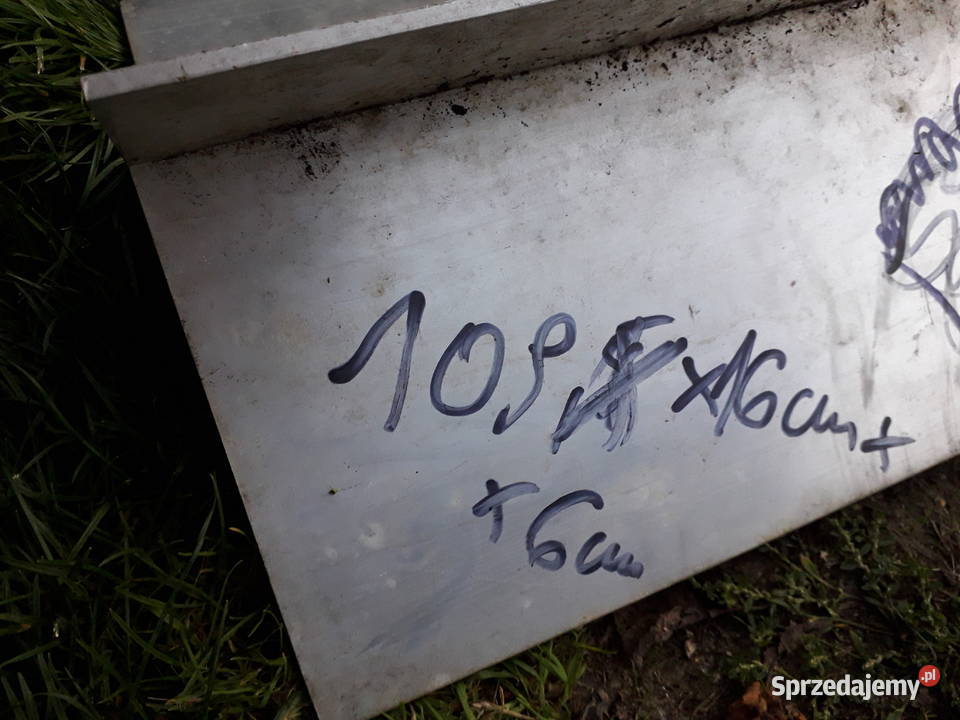 109, x16cm +
+6cm
Sprzedajemy.pl